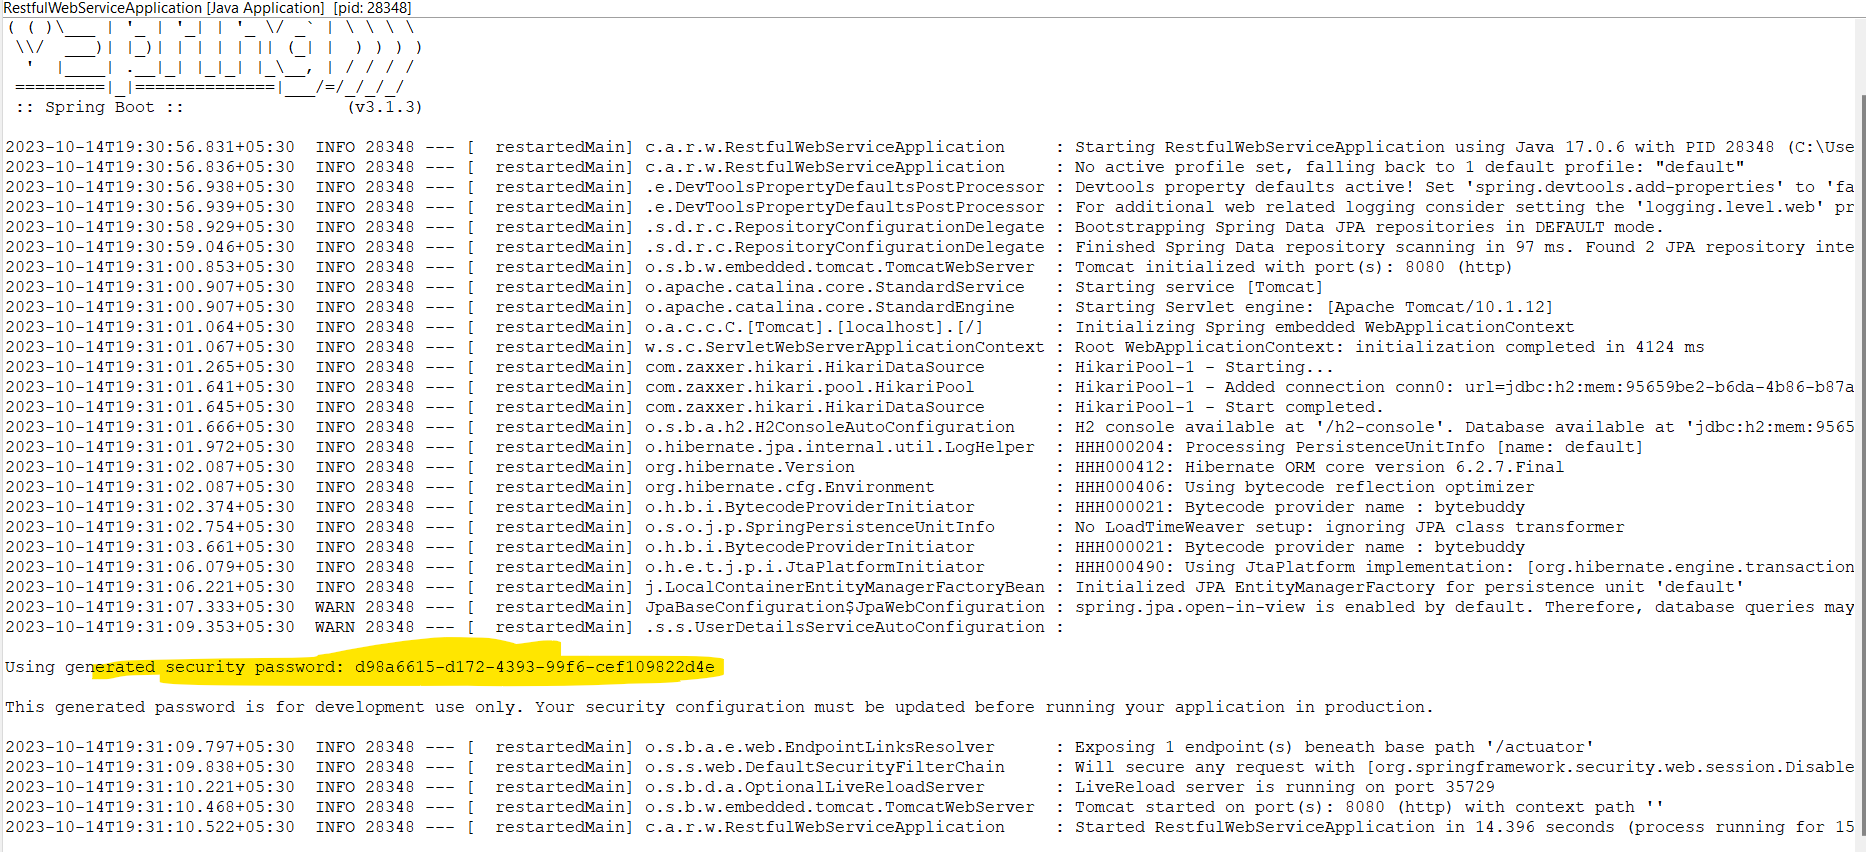 RestfulWebServiceApplication [Java Application] [pid: 28348]
( ( )\___ | '_ | '_| | '_ \/ _` | \ \ \ \
 \\/  ___)| |_)| | | | | || (_| |  ) ) ) )
  '  |____| .__|_| |_|_| |_\__, | / / / /
 =========|_|==============|___/=/_/_/_/
 :: Spring Boot ::                (v3.1.3)
2023-10-14T19:30:56.831+05:30  INFO 28348 --- [  restartedMain] c.a.r.w.RestfulWebServiceApplication     : Starting RestfulWebServiceApplication using Java 17.0.6 with PID 28348 (C:\Use
2023-10-14T19:30:56.836+05:30  INFO 28348 --- [  restartedMain] c.a.r.w.RestfulWebServiceApplication     : No active profile set, falling back to 1 default profile: "default"
2023-10-14T19:30:56.938+05:30  INFO 28348 --- [  restartedMain] .e.DevToolsPropertyDefaultsPostProcessor : Devtools property defaults active! Set 'spring.devtools.add-properties' to 'fa
2023-10-14T19:30:56.939+05:30  INFO 28348 --- [  restartedMain] .e.DevToolsPropertyDefaultsPostProcessor : For additional web related logging consider setting the 'logging.level.web' pr
2023-10-14T19:30:58.929+05:30  INFO 28348 --- [  restartedMain] .s.d.r.c.RepositoryConfigurationDelegate : Bootstrapping Spring Data JPA repositories in DEFAULT mode.
2023-10-14T19:30:59.046+05:30  INFO 28348 --- [  restartedMain] .s.d.r.c.RepositoryConfigurationDelegate : Finished Spring Data repository scanning in 97 ms. Found 2 JPA repository inte
2023-10-14T19:31:00.853+05:30  INFO 28348 --- [  restartedMain] o.s.b.w.embedded.tomcat.TomcatWebServer  : Tomcat initialized with port(s): 8080 (http)
2023-10-14T19:31:00.907+05:30  INFO 28348 --- [  restartedMain] o.apache.catalina.core.StandardService   : Starting service [Tomcat]
2023-10-14T19:31:00.907+05:30  INFO 28348 --- [  restartedMain] o.apache.catalina.core.StandardEngine    : Starting Servlet engine: [Apache Tomcat/10.1.12]
2023-10-14T19:31:01.064+05:30  INFO 28348 --- [  restartedMain] o.a.c.c.C.[Tomcat].[localhost].[/]       : Initializing Spring embedded WebApplicationContext
2023-10-14T19:31:01.067+05:30  INFO 28348 --- [  restartedMain] w.s.c.ServletWebServerApplicationContext : Root WebApplicationContext: initialization completed in 4124 ms
2023-10-14T19:31:01.265+05:30  INFO 28348 --- [  restartedMain] com.zaxxer.hikari.HikariDataSource       : HikariPool-1 - Starting...
2023-10-14T19:31:01.641+05:30  INFO 28348 --- [  restartedMain] com.zaxxer.hikari.pool.HikariPool        : HikariPool-1 - Added connection conn0: url=jdbc:h2:mem:95659be2-b6da-4b86-b87a
2023-10-14T19:31:01.645+05:30  INFO 28348 --- [  restartedMain] com.zaxxer.hikari.HikariDataSource       : HikariPool-1 - Start completed.
2023-10-14T19:31:01.666+05:30  INFO 28348 --- [  restartedMain] o.s.b.a.h2.H2ConsoleAutoConfiguration    : H2 console available at '/h2-console'. Database available at 'jdbc:h2:mem:9565
2023-10-14T19:31:01.972+05:30  INFO 28348 --- [  restartedMain] o.hibernate.jpa.internal.util.LogHelper  : HHH000204: Processing PersistenceUnitInfo [name: default]
2023-10-14T19:31:02.087+05:30  INFO 28348 --- [  restartedMain] org.hibernate.Version                    : HHH000412: Hibernate ORM core version 6.2.7.Final
2023-10-14T19:31:02.087+05:30  INFO 28348 --- [  restartedMain] org.hibernate.cfg.Environment            : HHH000406: Using bytecode reflection optimizer
2023-10-14T19:31:02.374+05:30  INFO 28348 --- [  restartedMain] o.h.b.i.BytecodeProviderInitiator        : HHH000021: Bytecode provider name : bytebuddy
2023-10-14T19:31:02.754+05:30  INFO 28348 --- [  restartedMain] o.s.o.j.p.SpringPersistenceUnitInfo      : No LoadTimeWeaver setup: ignoring JPA class transformer
2023-10-14T19:31:03.661+05:30  INFO 28348 --- [  restartedMain] o.h.b.i.BytecodeProviderInitiator        : HHH000021: Bytecode provider name : bytebuddy
2023-10-14T19:31:06.079+05:30  INFO 28348 --- [  restartedMain] o.h.e.t.j.p.i.JtaPlatformInitiator       : HHH000490: Using JtaPlatform implementation: [org.hibernate.engine.transaction
2023-10-14T19:31:06.221+05:30  INFO 28348 --- [  restartedMain] j.LocalContainerEntityManagerFactoryBean : Initialized JPA EntityManagerFactory for persistence unit 'default'
2023-10-14T19:31:07.333+05:30  WARN 28348 --- [  restartedMain] JpaBaseConfiguration$JpaWebConfiguration : spring.jpa.open-in-view is enabled by default. Therefore, database queries may
2023-10-14T19:31:09.353+05:30  WARN 28348 --- [  restartedMain] .s.s.UserDetailsServiceAutoConfiguration :
Using generated security password: d98a6615-d172-4393-99f6-cef109822d4e
This generated password is for development use only. Your security configuration must be updated before running your application in production.
2023-10-14T19:31:09.797+05:30  INFO 28348 --- [  restartedMain] o.s.b.a.e.web.EndpointLinksResolver      : Exposing 1 endpoint(s) beneath base path '/actuator'
2023-10-14T19:31:09.838+05:30  INFO 28348 --- [  restartedMain] o.s.s.web.DefaultSecurityFilterChain     : Will secure any request with [org.springframework.security.web.session.Disable
2023-10-14T19:31:10.221+05:30  INFO 28348 --- [  restartedMain] o.s.b.d.a.OptionalLiveReloadServer       : LiveReload server is running on port 35729
2023-10-14T19:31:10.468+05:30  INFO 28348 --- [  restartedMain] o.s.b.w.embedded.tomcat.TomcatWebServer  : Tomcat started on port(s): 8080 (http) with context path ''
2023-10-14T19:31:10.522+05:30  INFO 28348 --- [  restartedMain] c.a.r.w.RestfulWebServiceApplication     : Started RestfulWebServiceApplication in 14.396 seconds (process running for 15